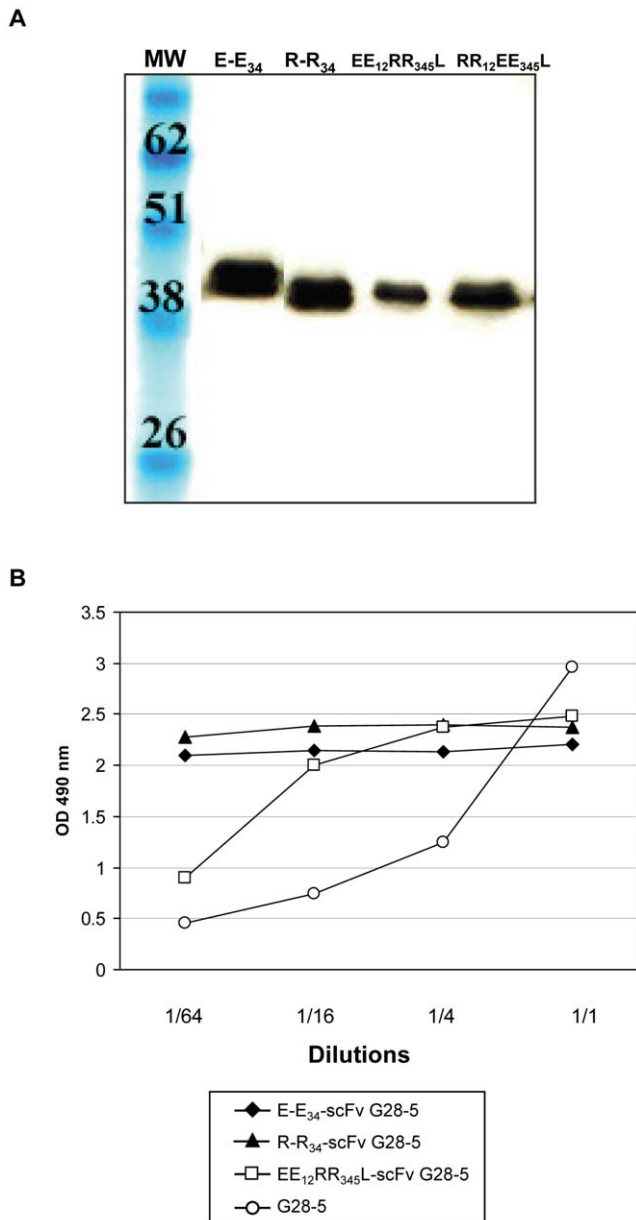 A
MW E-E₃₄ R-R₃₄ EE₁₂RR₃₄₅L RR₁₂EE₃₄₅L
62
51
38
26
B
3.5
3
2.5
2
1.5
1
0.5
0
OD 490 nm
1/64 1/16 1/4 1/1
Dilutions
E-E₃₄-scFv G28-5
R-R₃₄-scFv G28-5
EE₁₂RR₃₄₅L-scFv G28-5
G28-5